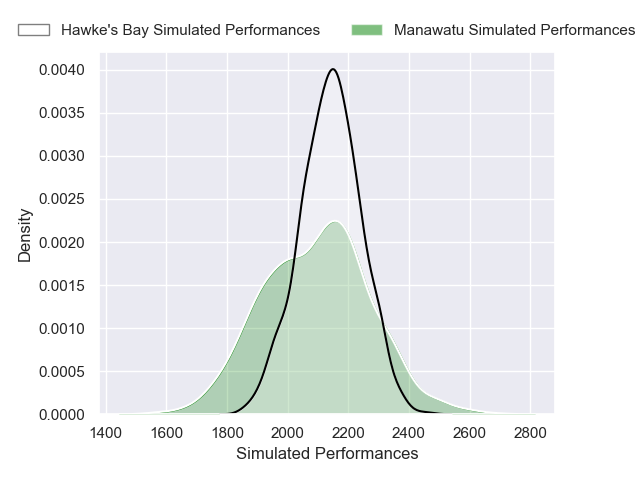 Hawke's Bay Simulated Performances
Manawatu Simulated Performances
0.0040
0.0035
0.0030
0.0025
0.0020
0.0015
0.0010
0.0005
0.0000
Density
1400 1600 1800 2000 2200 2400 2600 2800
Simulated Performances